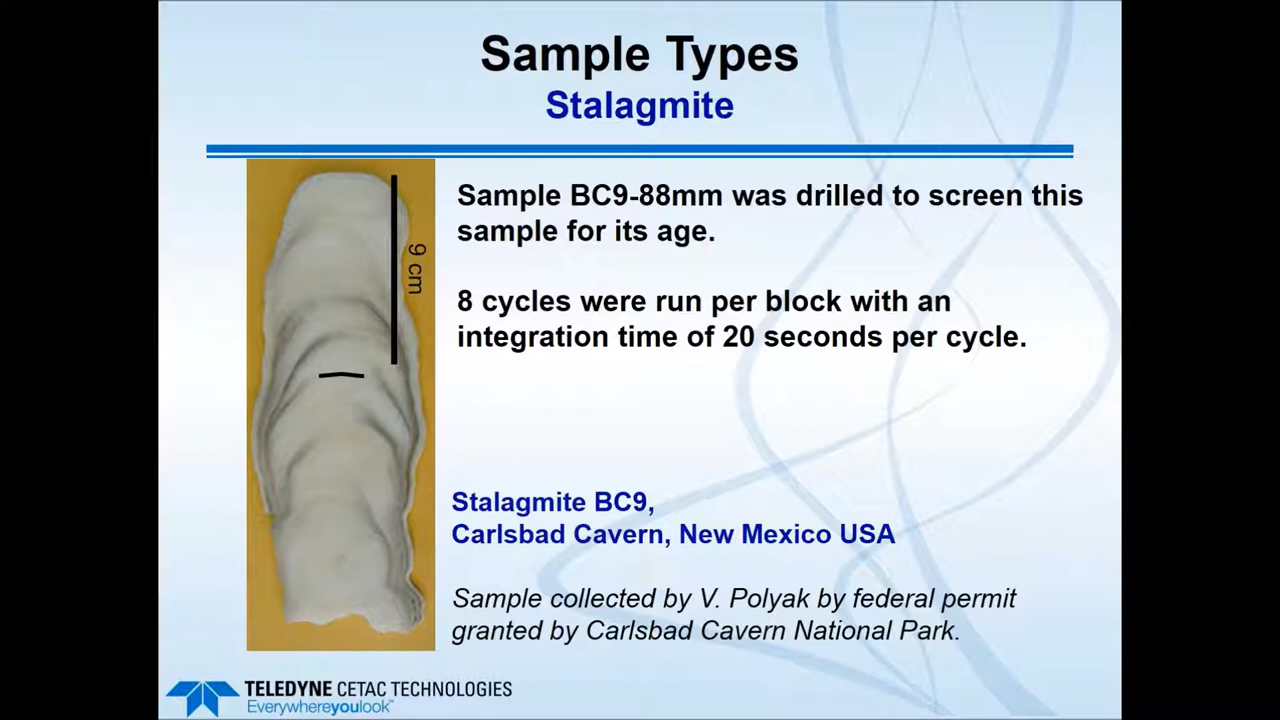 Sample Types
Stalagmite
9 cm
Sample BC9-88mm was drilled to screen this
sample for its age.
8 cycles were run per block with an
integration time of 20 seconds per cycle.
Stalagmite BC9,
Carlsbad Cavern, New Mexico USA
Sample collected by V. Polyak by federal permit
granted by Carlsbad Cavern National Park.
TELEDYNE CETAC TECHNOLOGIES
Everywhereyoulook™